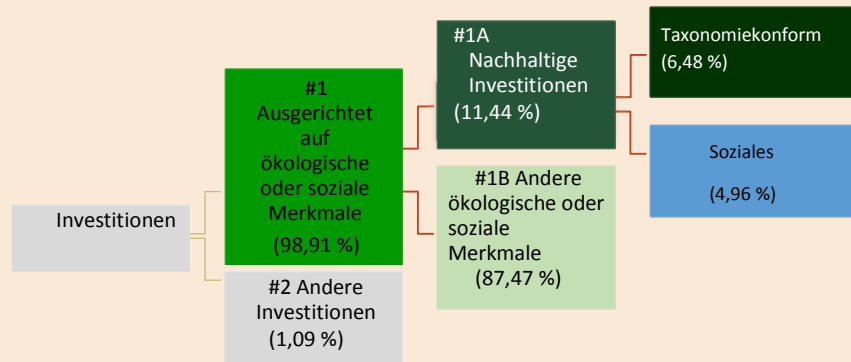 Investitionen
#1
Ausgerichtet
auf
ökologische
oder soziale
Merkmale
(98,91 %)
#2 Andere
Investitionen
(1,09 %)
#1A
Nachhaltige
Investitionen
(11,44 %)
#1B Andere
ökologische oder
soziale
Merkmale
(87,47 %)
Taxonomiekonform
(6,48 %)
Soziales
(4,96 %)